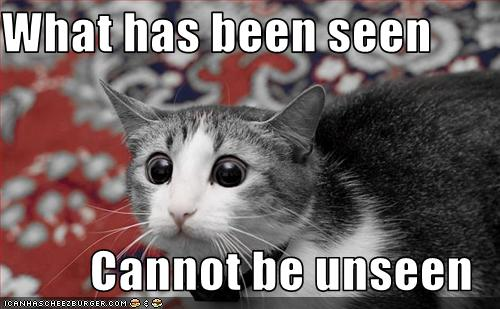 What has been seen
Cannot be unseen
ICANHASCHEEZBURGER.COM